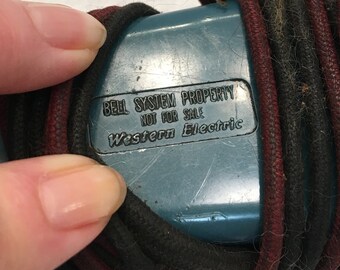 BELL SYSTEM PROPERTY
NOT FOR SALE
Western Electric